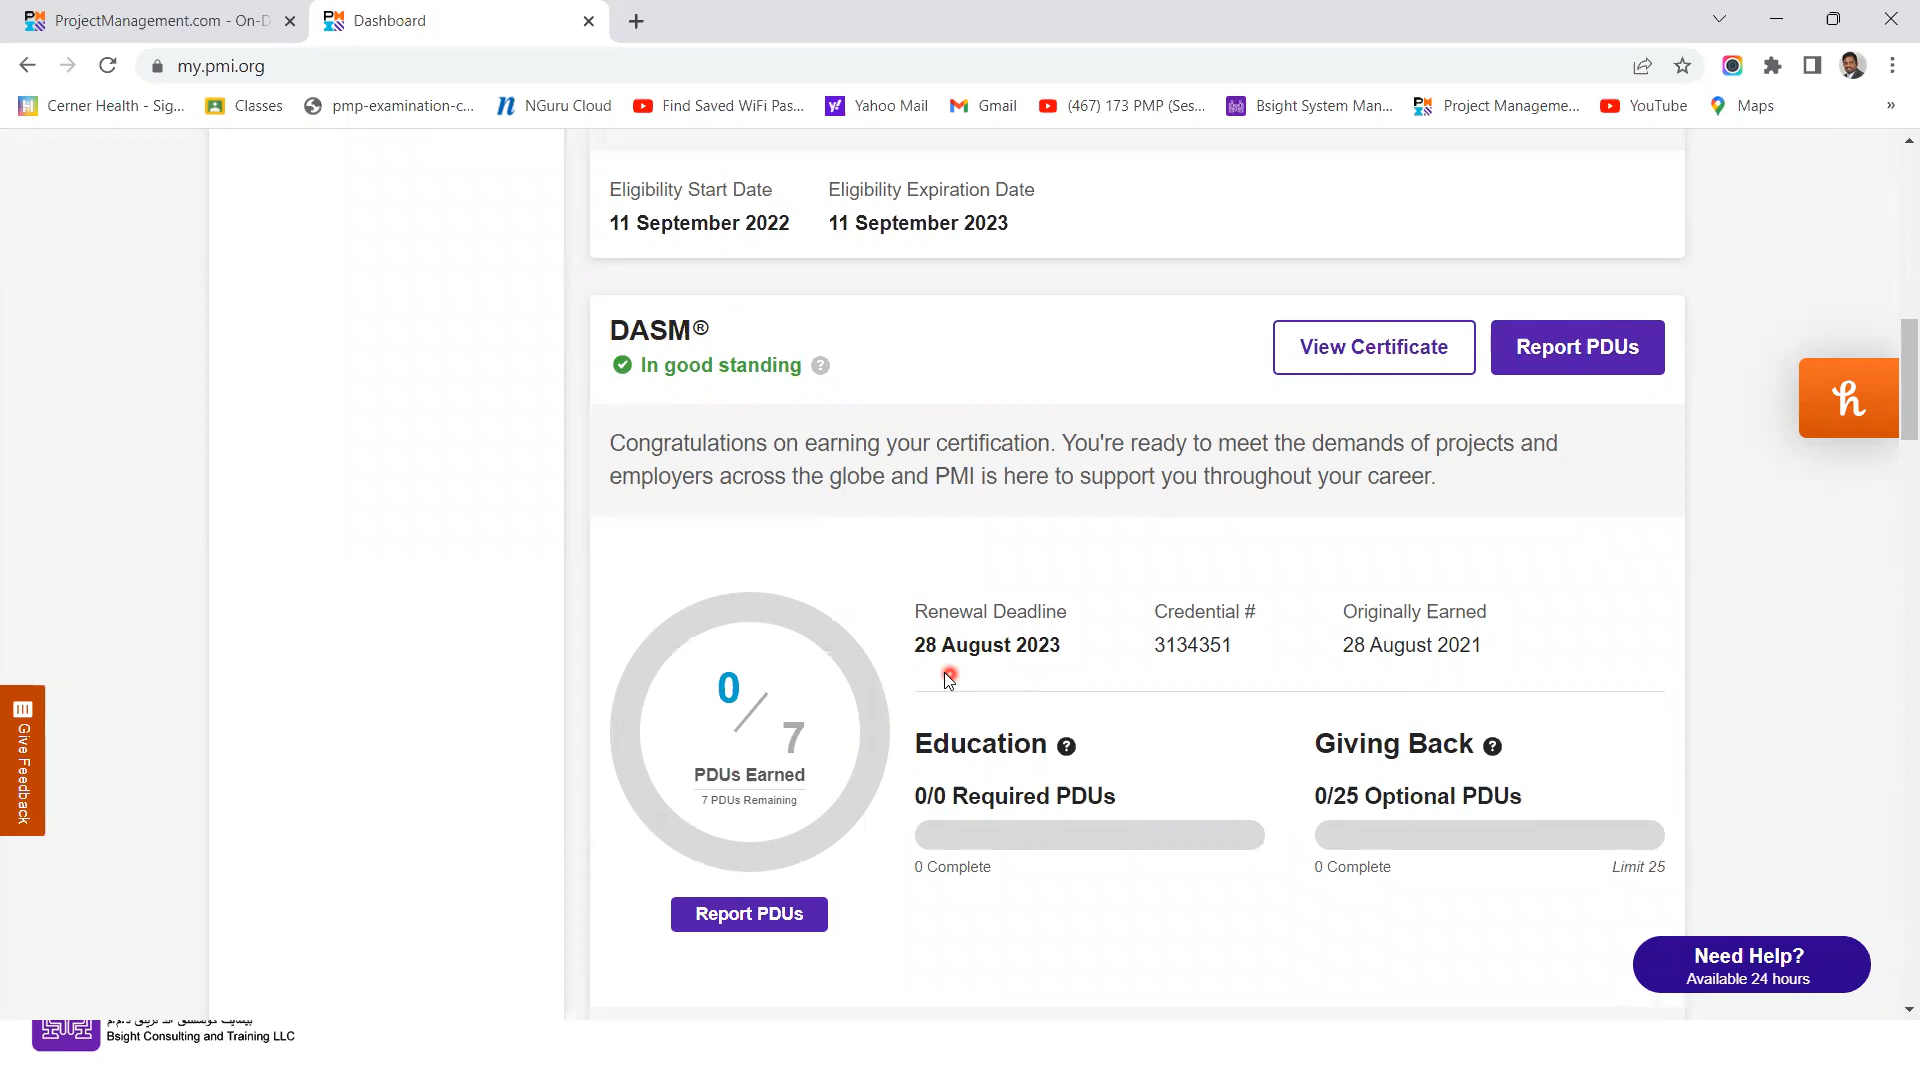 ProjectManagement.com - On-D
Dashboard
my.pmi.org
Cerner Health - Sig...
Classes
pmp-examination-c...
NGuru Cloud
Find Saved WiFi Pas...
Yahoo Mail
Gmail
(467) 173 PMP (Ses...
Bsight System Man...
Project Manageme...
YouTube
Maps
»
Eligibility Start Date
11 September 2022
Eligibility Expiration Date
11 September 2023
DASM®
In good standing ?
View Certificate
Report PDUs
Congratulations on earning your certification. You're ready to meet the demands of projects and
employers across the globe and PMI is here to support you throughout your career.
0/7
PDUs Earned
7 PDUs Remaining
Report PDUs
Renewal Deadline
28 August 2023
Credential #
3134351
Originally Earned
28 August 2021
Education ?
0/0 Required PDUs
0 Complete
Giving Back ?
0/25 Optional PDUs
0 Complete
Limit 25
h
Give Feedback
Need Help?
Available 24 hours
Bsight Consulting and Training LLC